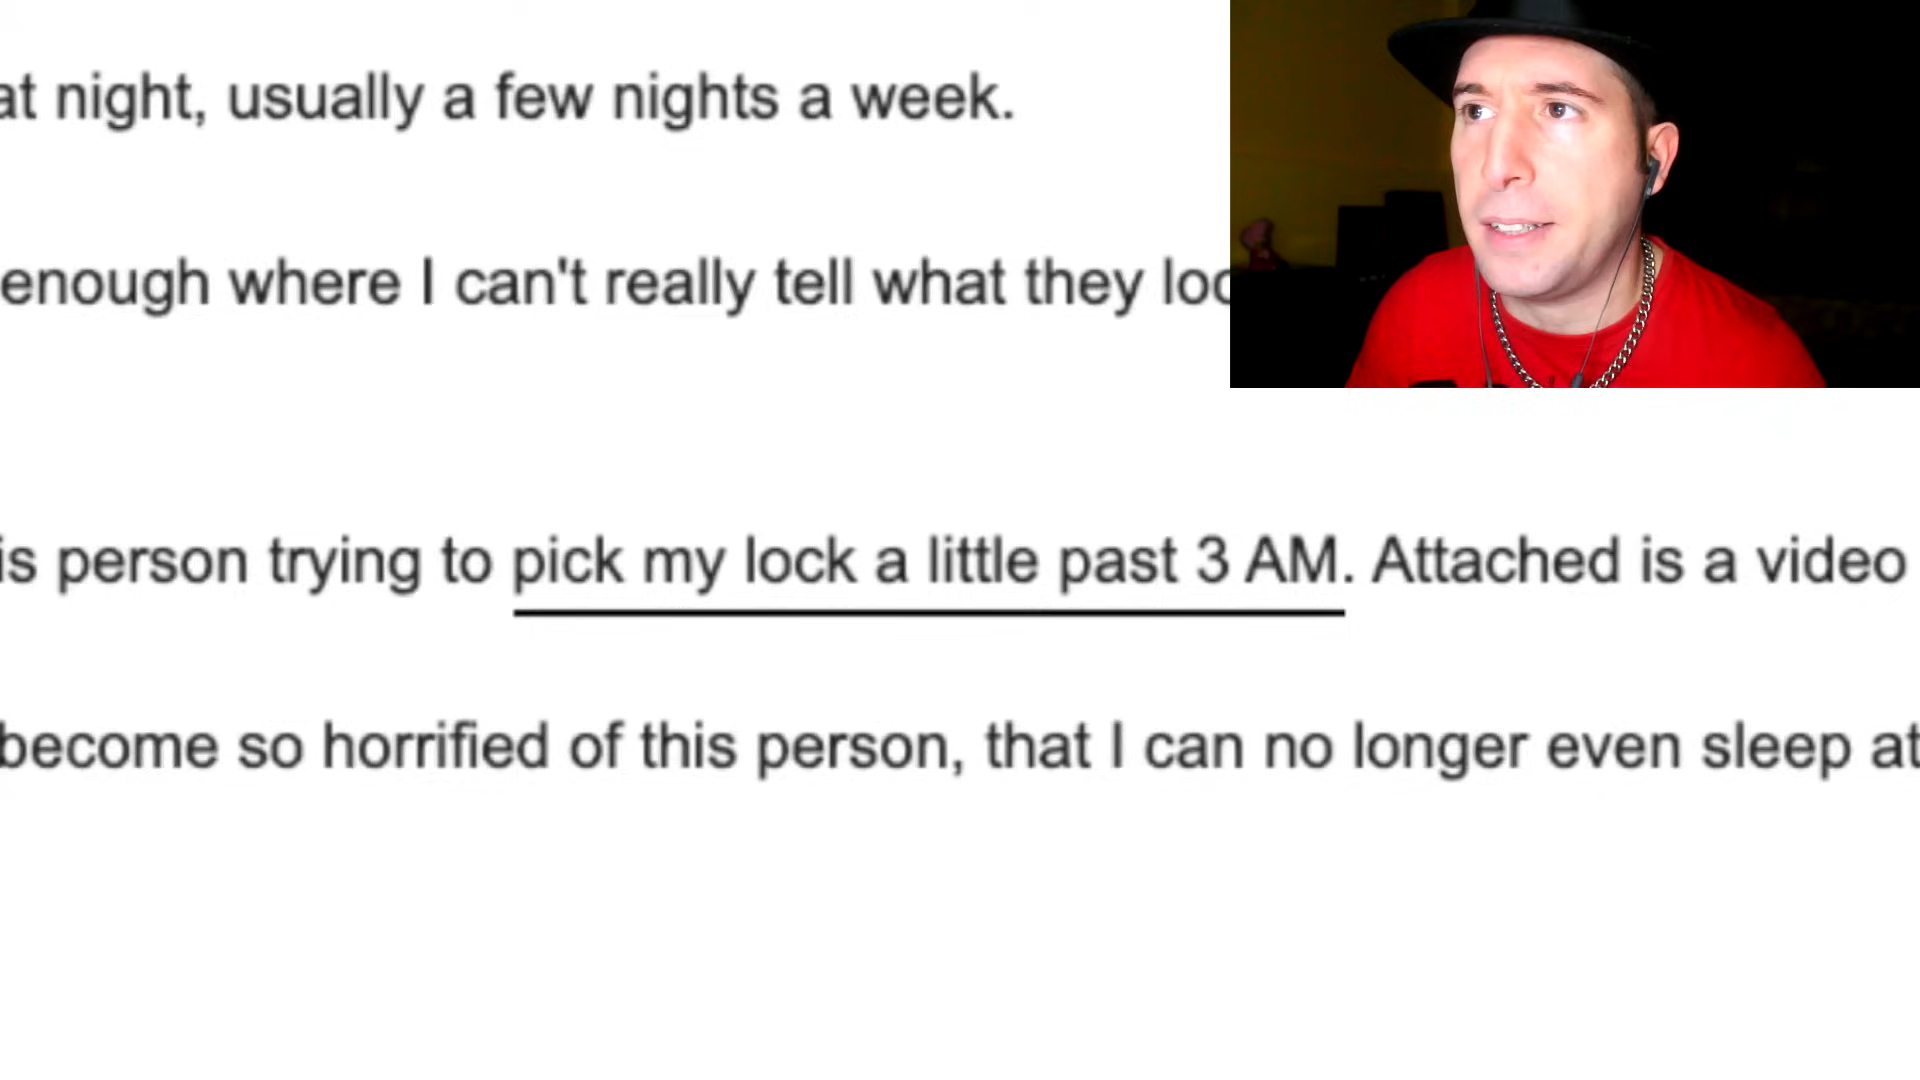 at night, usually a few nights a week.
enough where I can't really tell what they
is person trying to pick my lock a little past 3 AM. Attached is a video
become so horrified of this person, that I can no longer even sleep at